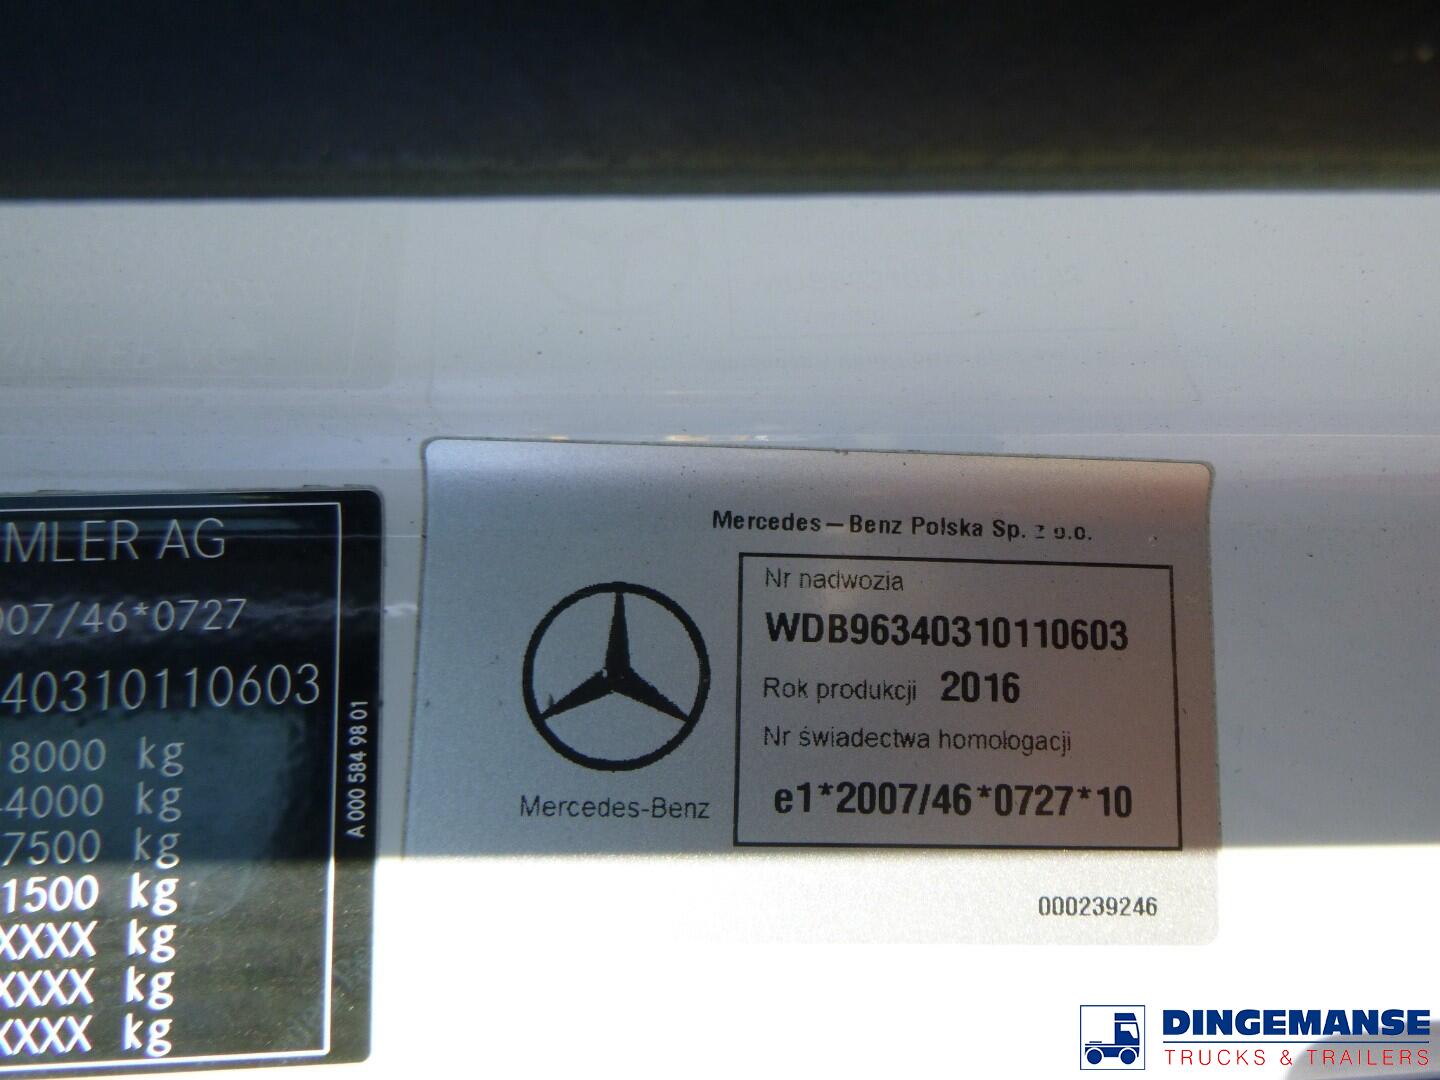 MLER AG
007/46*0727
40310110603
18000 kg
44000 kg
7500 kg
1500 kg
XXXX kg
XXXX kg
XXXX kg
A 000 584 98 01
Mercedes-Benz Polska Sp. z o.o.
Nr nadwozia
WDB96340310110603
Rok produkcji 2016
Nr świadectwa homologacji
e1*2007/46*0727*10
Mercedes-Benz
000239246
DINGEMANSE
TRUCKS & TRAILERS